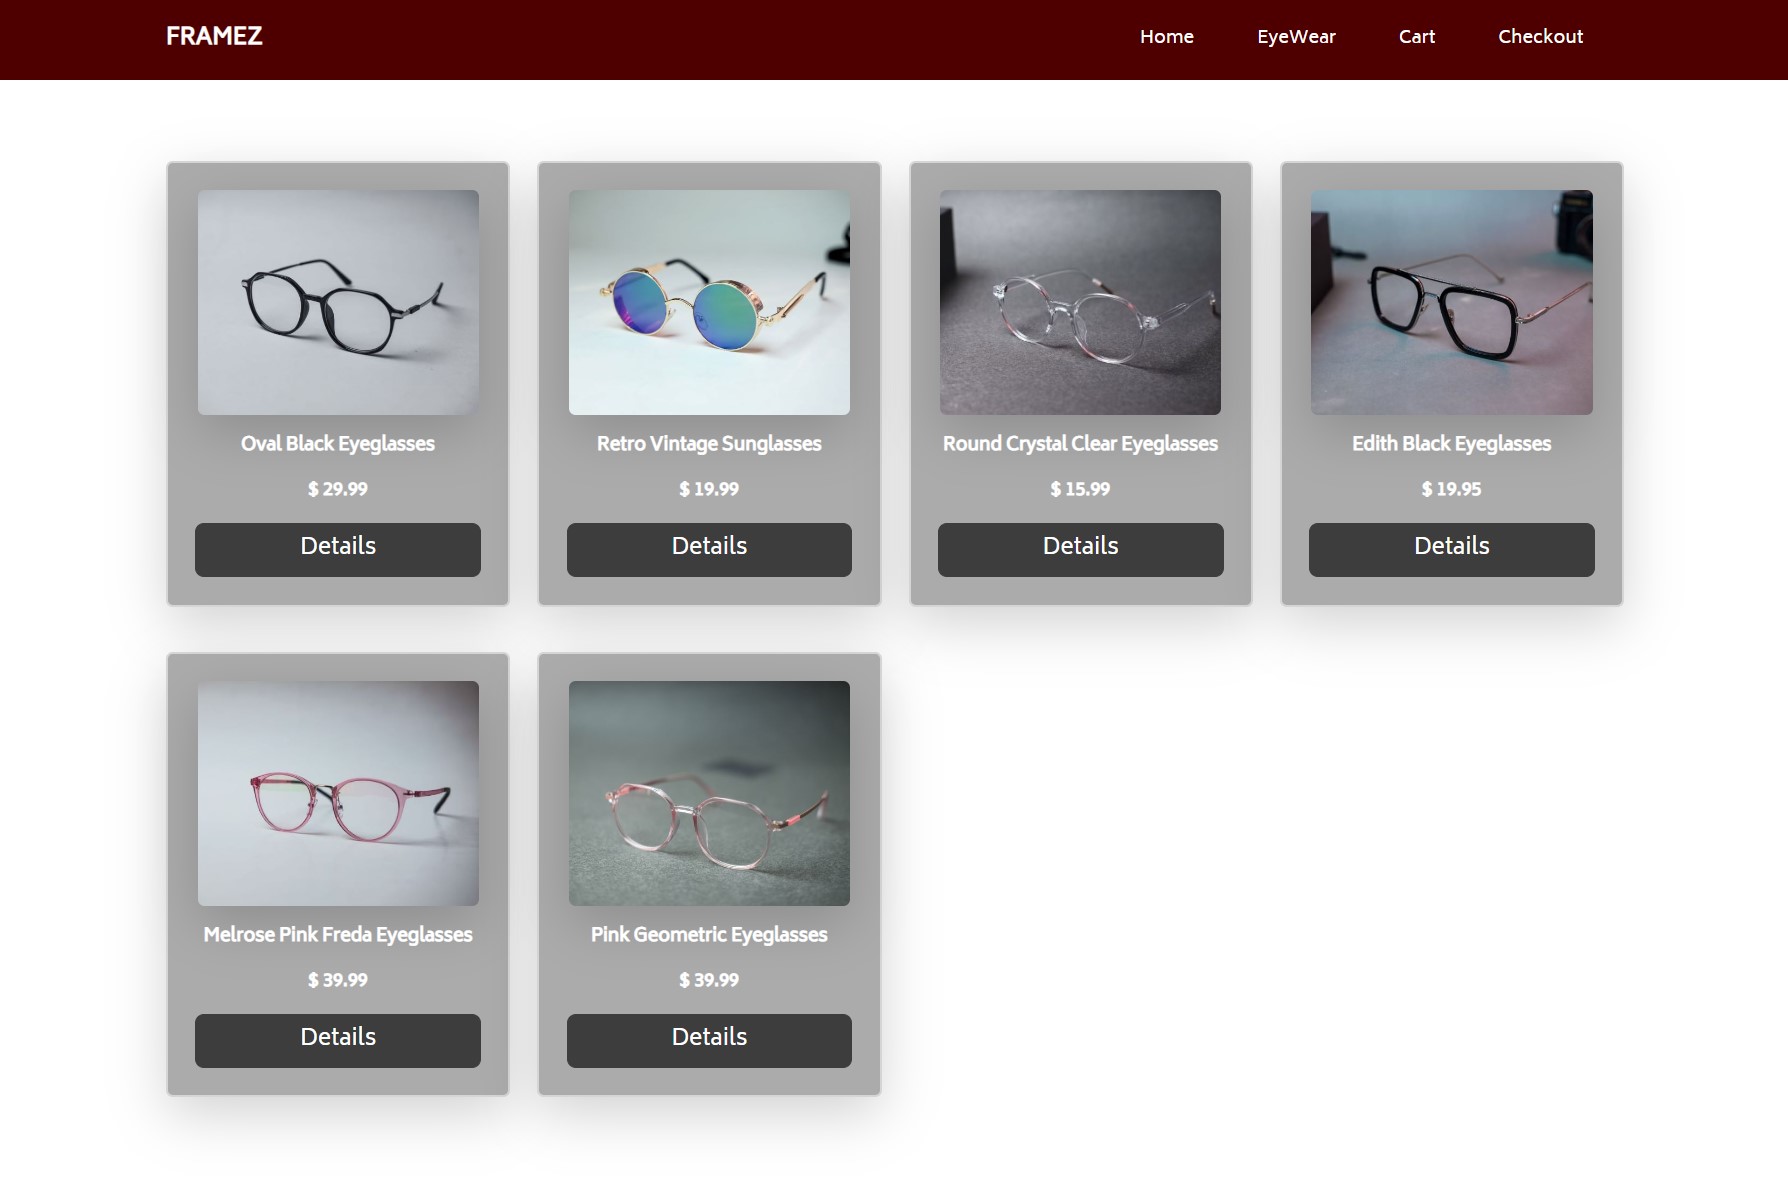 FRAMEZ
Home EyeWear Cart Checkout
Oval Black Eyeglasses
$ 29.99
Details
Retro Vintage Sunglasses
$ 19.99
Details
Round Crystal Clear Eyeglasses
$ 15.99
Details
Edith Black Eyeglasses
$ 19.95
Details
Melrose Pink Freda Eyeglasses
$ 39.99
Details
Pink Geometric Eyeglasses
$ 39.99
Details